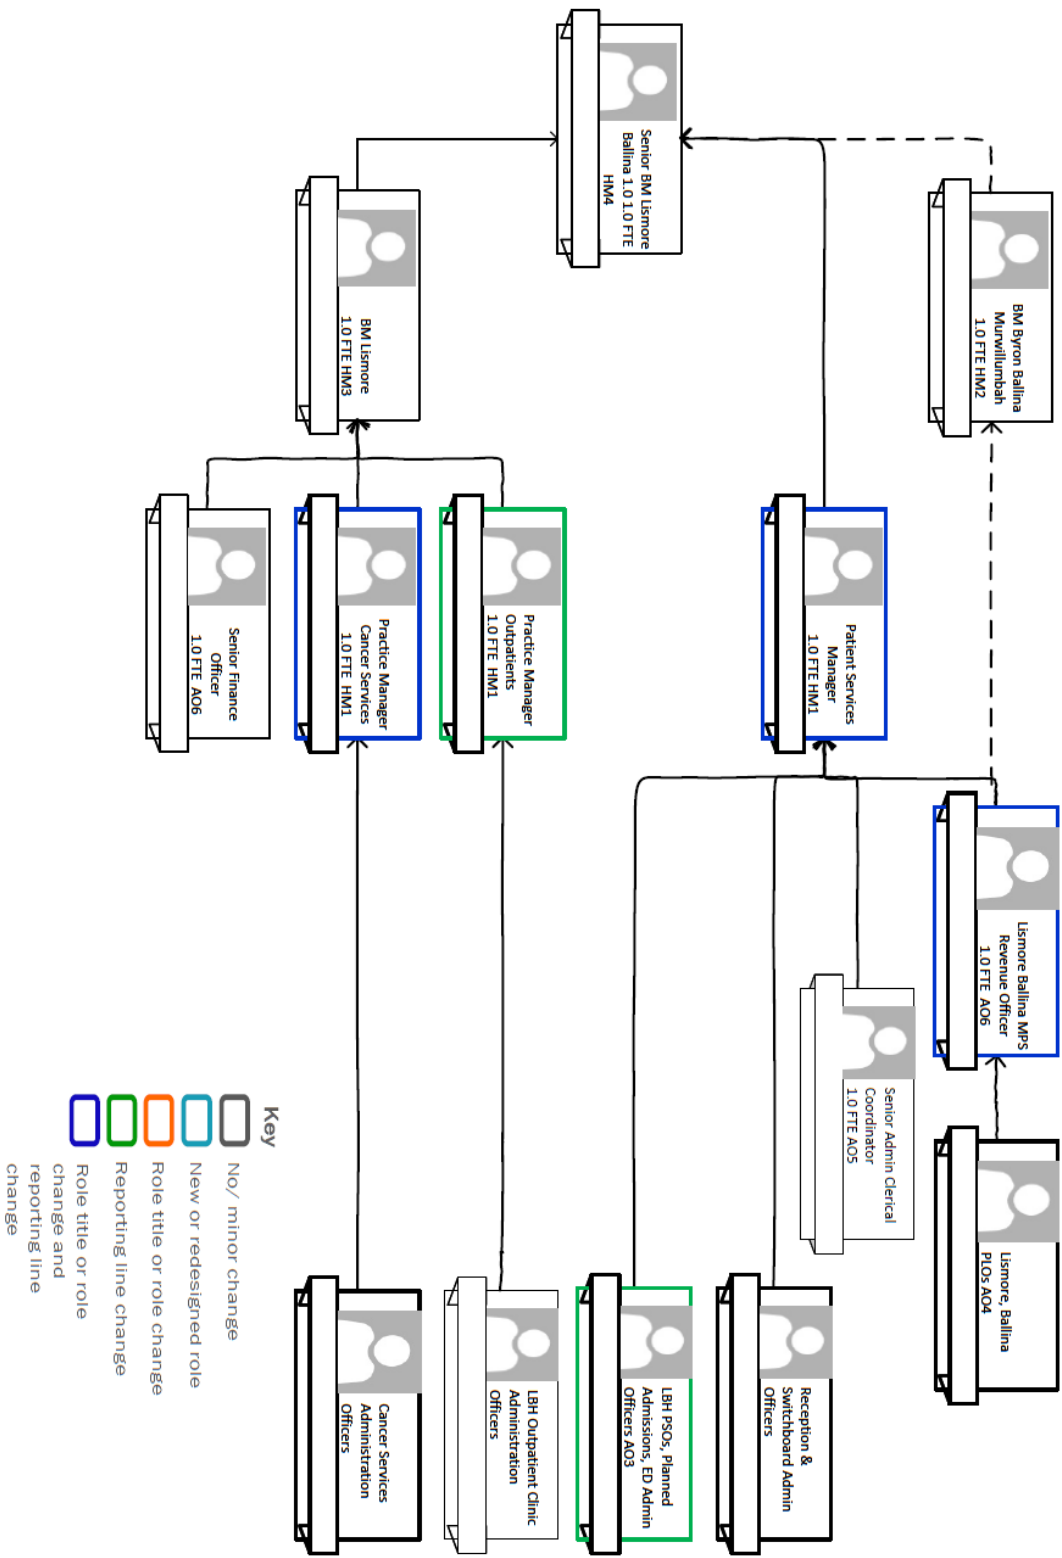 Senior BM Lismore
Ballina 1.0 1.0 FTE
HM4
BM Byron Ballina
Murwillumbah
1.0 FTE HM2
BM Lismore
1.0 FTE HM3
Patient Services
Manager
1.0 FTE HM1
Practice Manager
Outpatients
1.0 FTE HM1
Practice Manager
Cancer Services
1.0 FTE HM1
Senior Finance
Officer
1.0 FTE AO6
Lismore Ballina MPS
Revenue Officer
1.0 FTE AO6
Senior Admin Clerical
Coordinator
1.0 FTE AO5
Lismore, Ballina
PLOs AO4
Reception &
Switchboard Admin
Officers
LBH PSOs, Planned
Admissions, ED Admin
Officers AO3
LBH Outpatient Clinic
Administration
Officers
Cancer Services
Administration
Officers
Key
No/ minor change
New or redesigned role
Role title or role change
Reporting line change
Role title or role
change and
reporting line
change